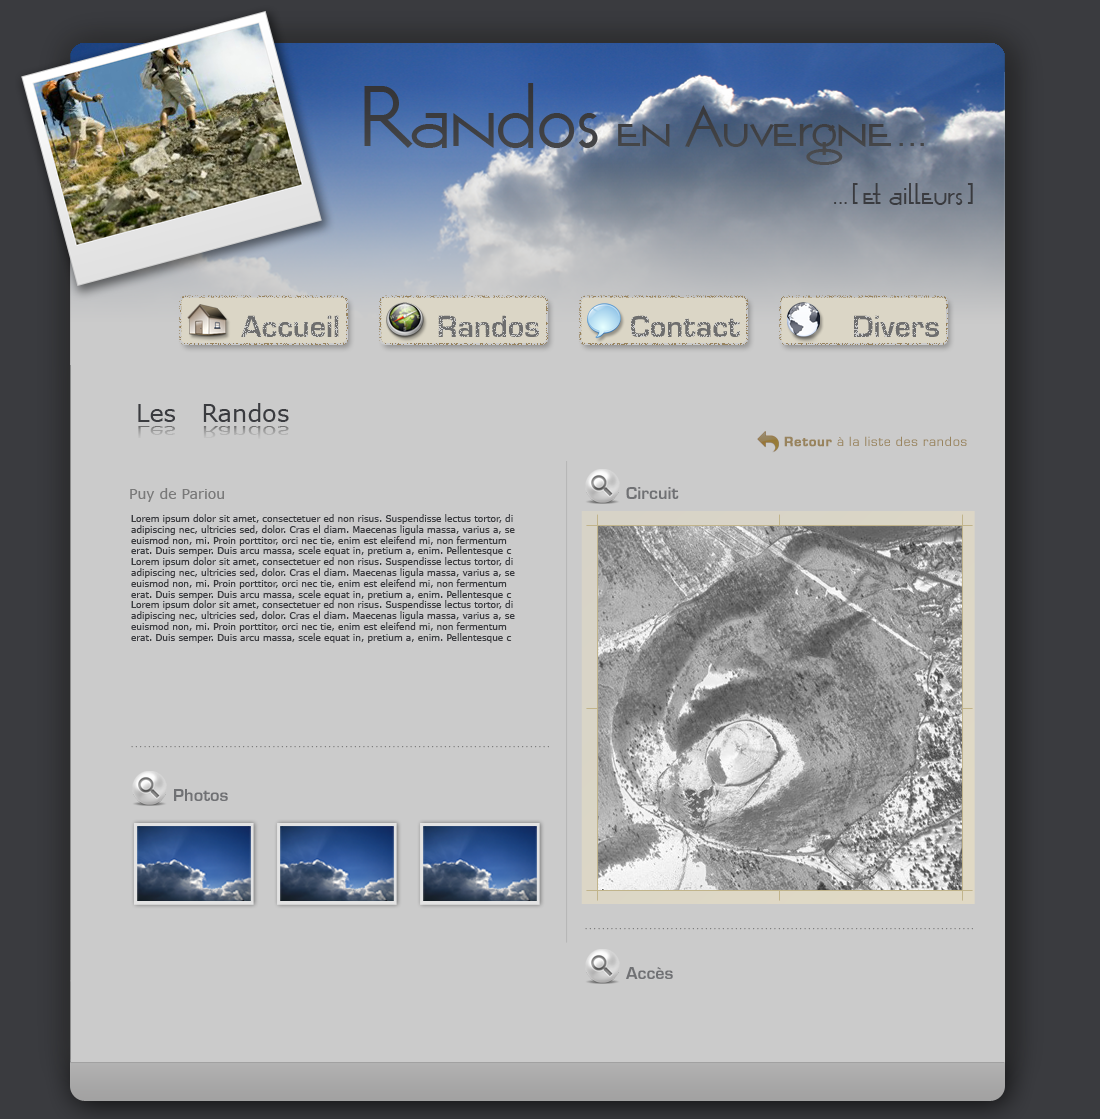 Randos en Auvergne...
...[et ailleurs]
Accueil
Randos
Contact
Divers
Les Randos
Retour à la liste des randos
Puy de Pariou
Lorem ipsum dolor sit amet, consectetuer ed non risus. Suspendisse lectus tortor, di
adipiscing nec, ultricies sed, dolor. Cras el diam. Maecenas ligula massa, varius a, se
euismod non, mi. Proin porttitor, orci nec tie, enim est eleifend mi, non fermentum
erat. Duis semper. Duis arcu massa, scele equat in, pretium a, enim. Pellentesque c
Lorem ipsum dolor sit amet, consectetuer ed non risus. Suspendisse lectus tortor, di
adipiscing nec, ultricies sed, dolor. Cras el diam. Maecenas ligula massa, varius a, se
euismod non, mi. Proin porttitor, orci nec tie, enim est eleifend mi, non fermentum
erat. Duis semper. Duis arcu massa, scele equat in, pretium a, enim. Pellentesque c
Lorem ipsum dolor sit amet, consectetuer ed non risus. Suspendisse lectus tortor, di
adipiscing nec, ultricies sed, dolor. Cras el diam. Maecenas ligula massa, varius a, se
euismod non, mi. Proin porttitor, orci nec tie, enim est eleifend mi, non fermentum
erat. Duis semper. Duis arcu massa, scele equat in, pretium a, enim. Pellentesque c
Photos
Circuit
Accès